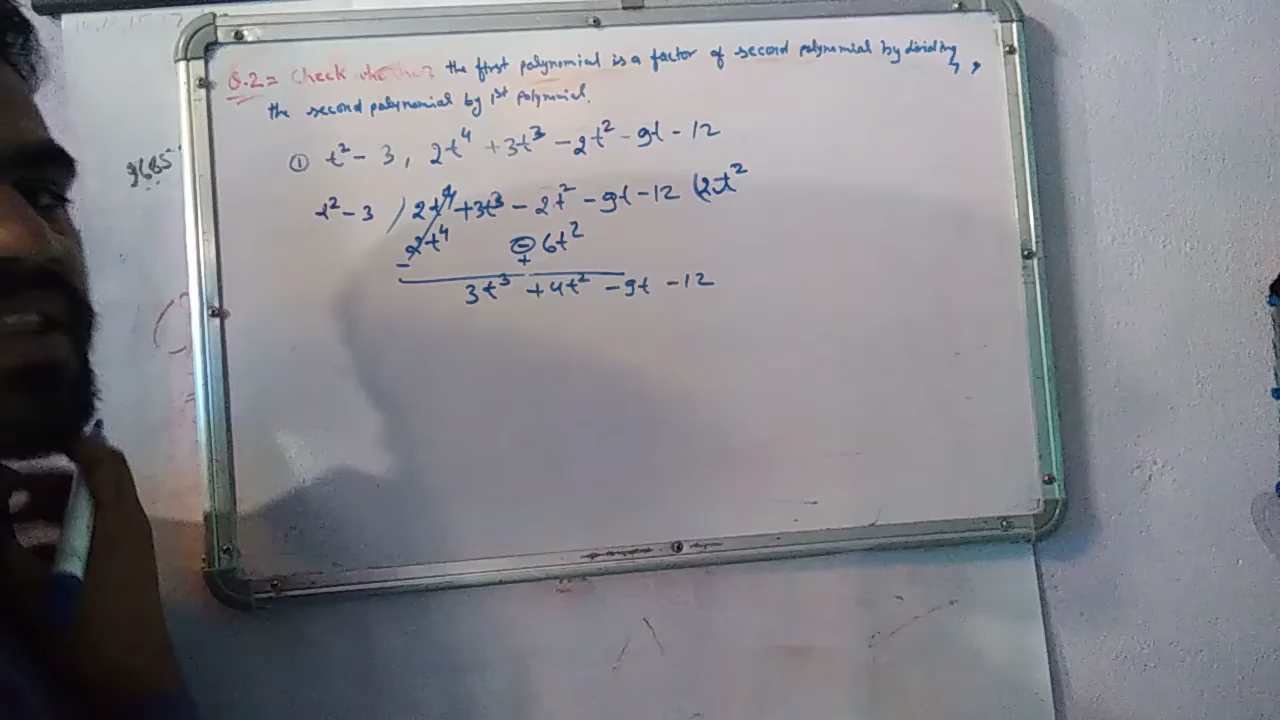 Q.2 = Check whether the first polynomial is a factor of second polynomial by dividing,
the second polynomial by 1st polynomial.
① t² - 3, 2t⁴ + 3t³ - 2t² - 9t - 12
t² - 3 ) 2t⁴ + 3t³ - 2t² - 9t - 12 ( 2t²
2t⁴ ⊖ 6t²
- +
3t³ + 4t² - 9t - 12
9685